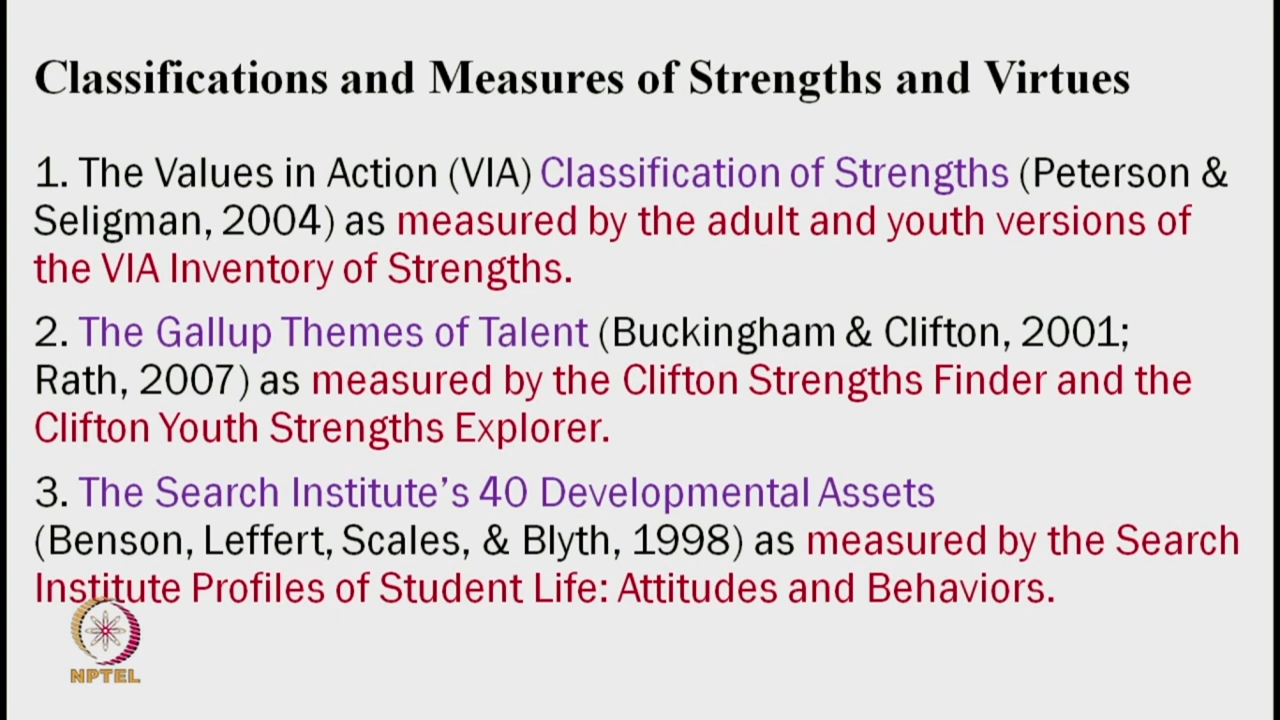 Classifications and Measures of Strengths and Virtues
1. The Values in Action (VIA) Classification of Strengths (Peterson &
Seligman, 2004) as measured by the adult and youth versions of
the VIA Inventory of Strengths.
2. The Gallup Themes of Talent (Buckingham & Clifton, 2001;
Rath, 2007) as measured by the Clifton Strengths Finder and the
Clifton Youth Strengths Explorer.
3. The Search Institute's 40 Developmental Assets
(Benson, Leffert, Scales, & Blyth, 1998) as measured by the Search
Institute Profiles of Student Life: Attitudes and Behaviors.
NPTEL